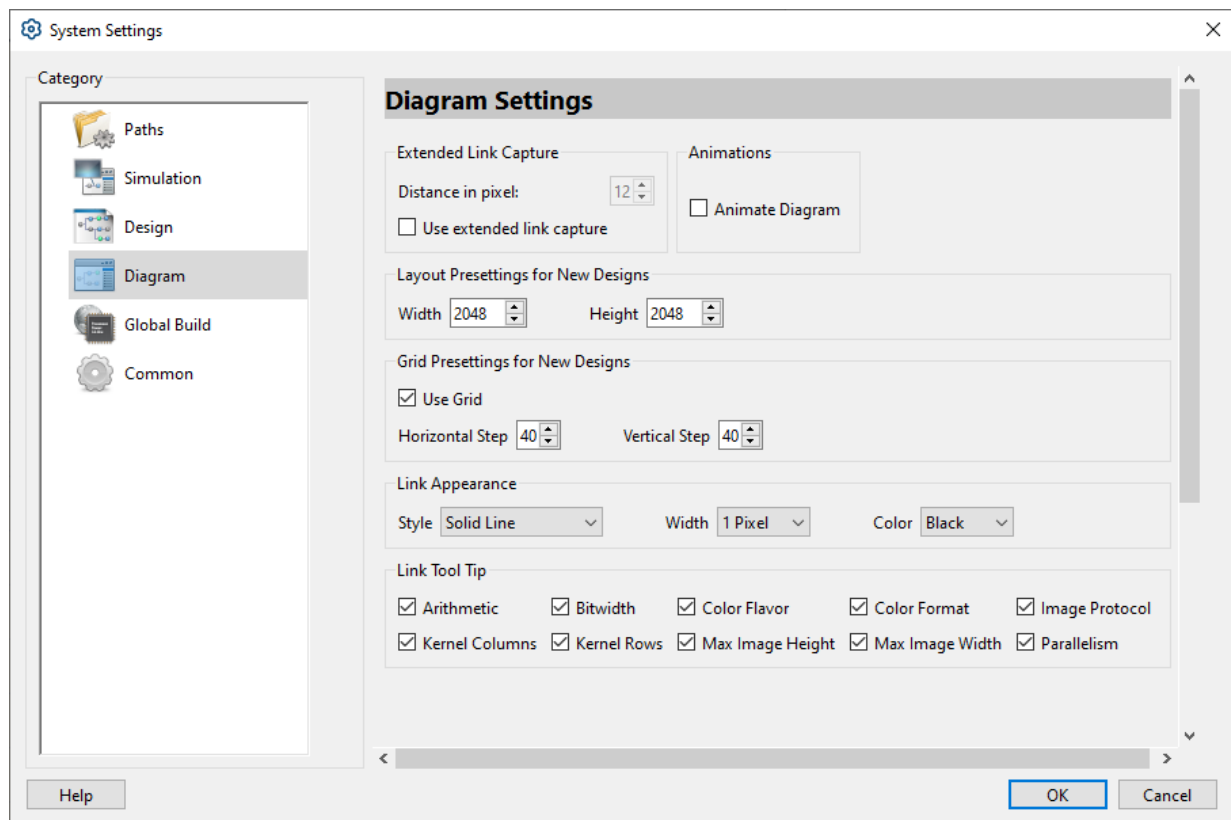 System Settings
Category
Paths
Simulation
Design
Diagram
Global Build
Common
Diagram Settings
Extended Link Capture
Distance in pixel: 12
Use extended link capture
Animations
Animate Diagram
Layout Presettings for New Designs
Width 2048 Height 2048
Grid Presettings for New Designs
Use Grid
Horizontal Step 40 Vertical Step 40
Link Appearance
Style Solid Line Width 1 Pixel Color Black
Link Tool Tip
Arithmetic Bitwidth Color Flavor Color Format Image Protocol
Kernel Columns Kernel Rows Max Image Height Max Image Width Parallelism
Help OK Cancel